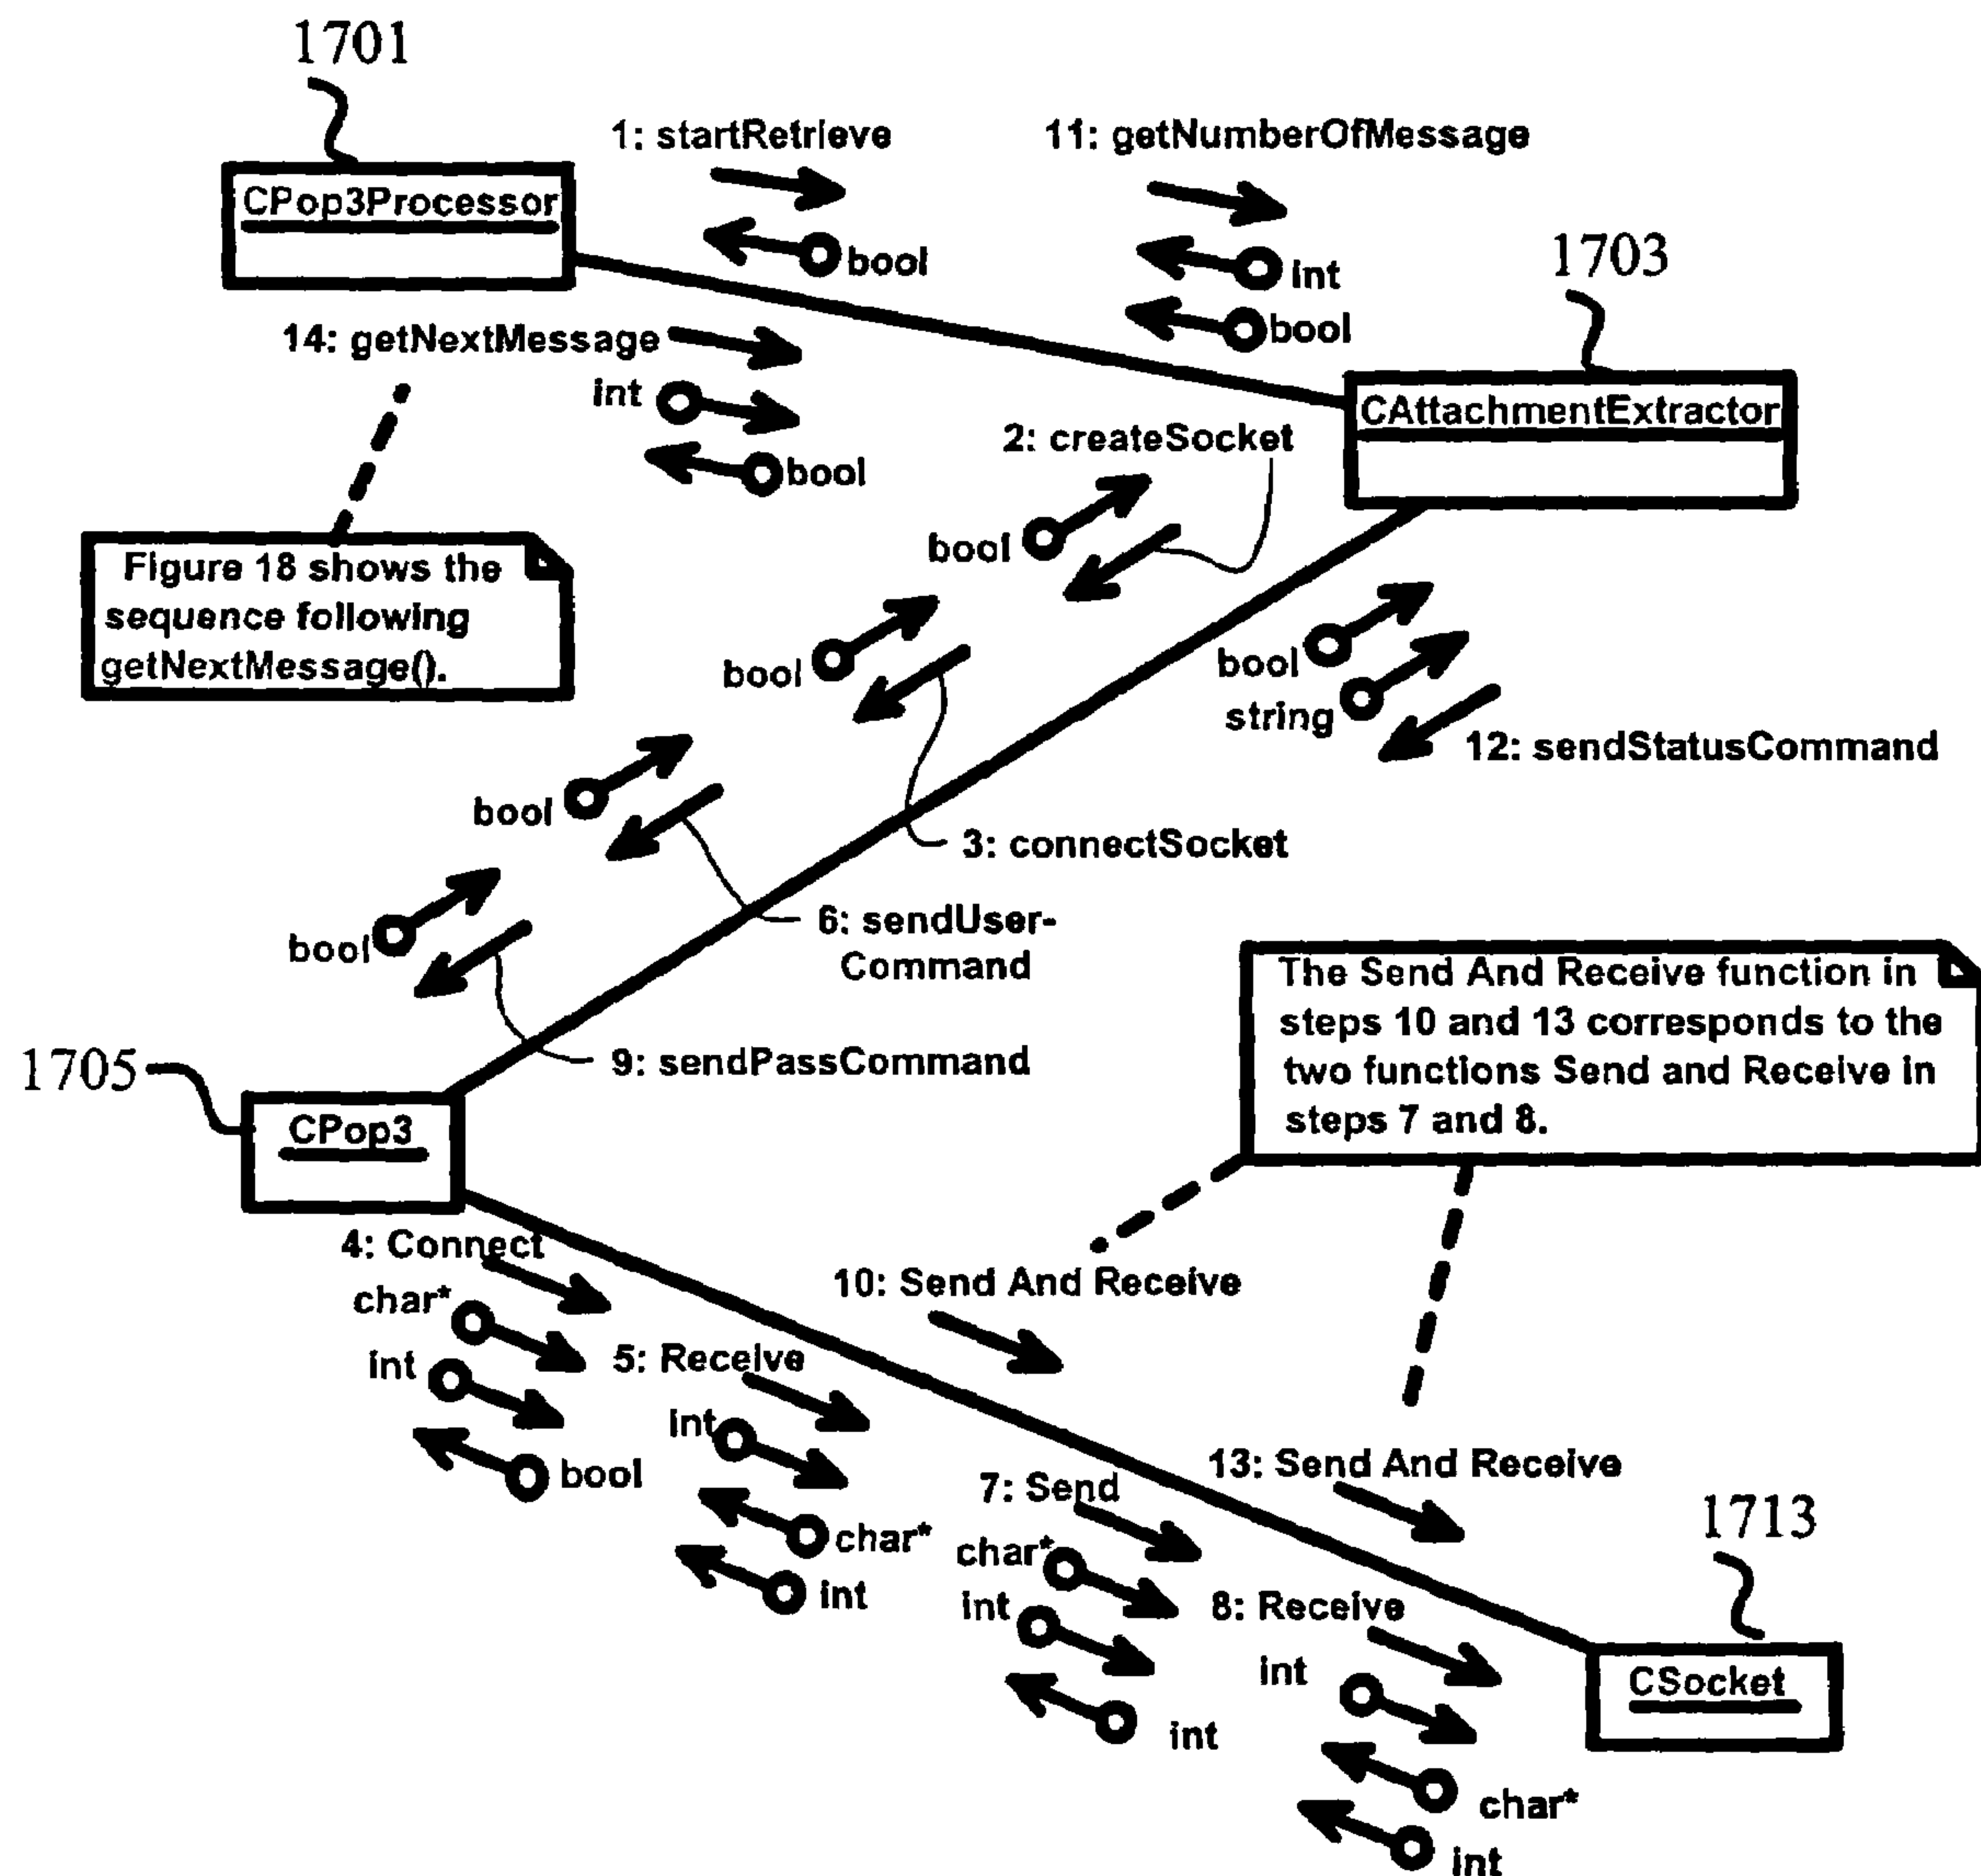 1701
1: startRetrieve
11: getNumberOfMessage
CPop3Processor
bool
int
bool
1703
14: getNextMessage
int
bool
CAttachmentExtractor
2: createSocket
bool
Figure 18 shows the
sequence following
getNextMessage().
bool
bool
string
12: sendStatusCommand
bool
3: connectSocket
6: sendUser-
Command
bool
9: sendPassCommand
The Send And Receive function in
steps 10 and 13 corresponds to the
two functions Send and Receive in
steps 7 and 8.
1705
CPop3
4: Connect
char*
int
bool
10: Send And Receive
5: Receive
int
char*
int
13: Send And Receive
7: Send
char*
int
int
8: Receive
int
char*
int
1713
CSocket